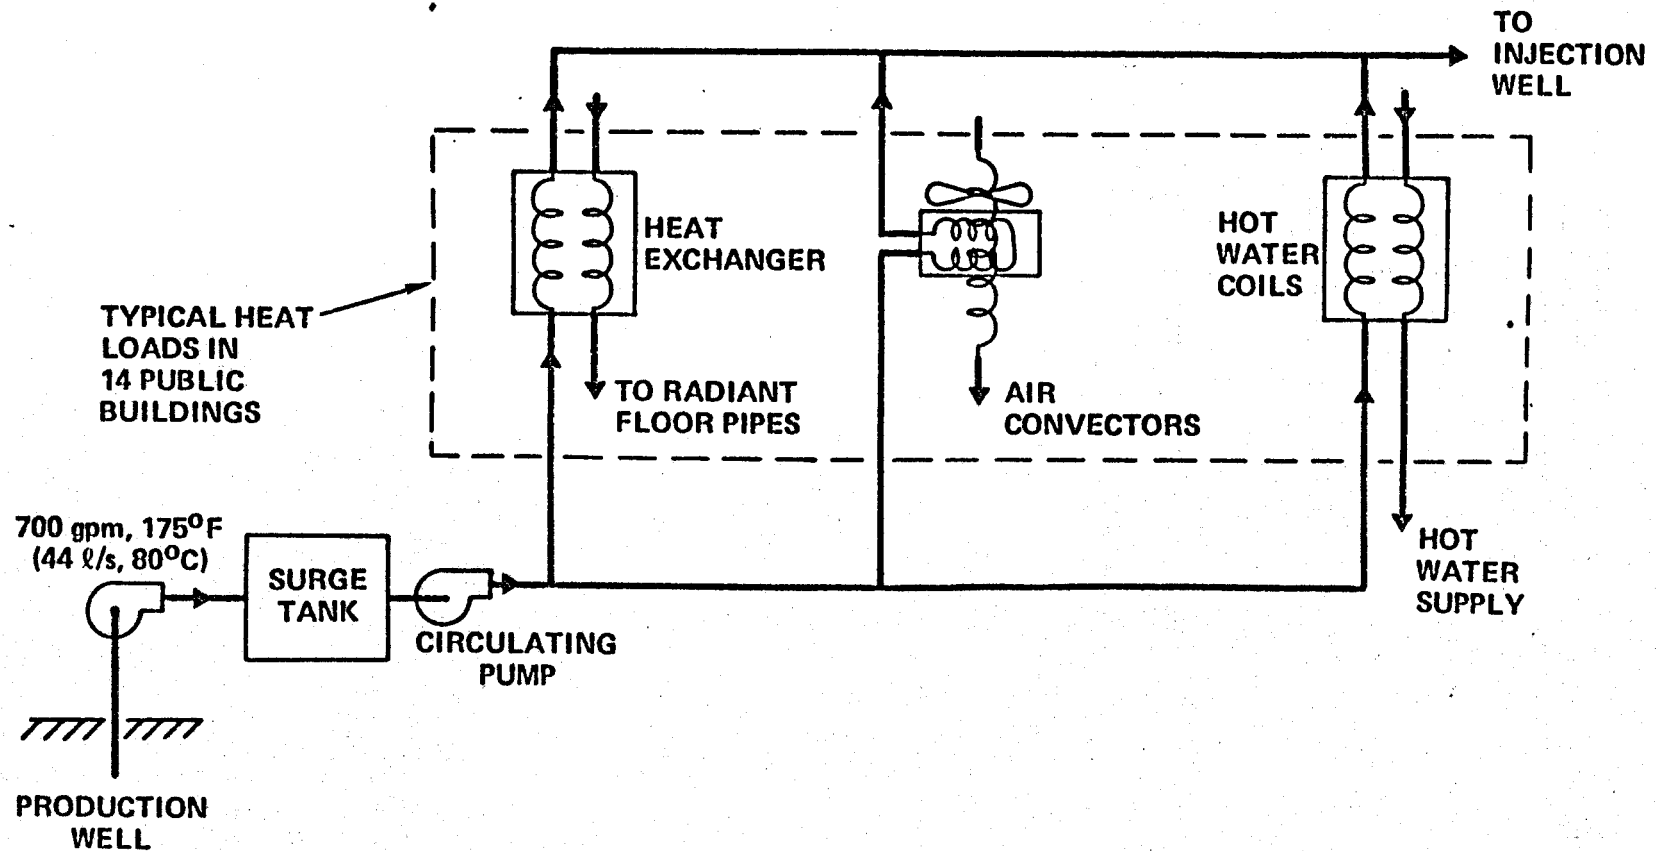 TO
INJECTION
WELL
HEAT
EXCHANGER
HOT
WATER
COILS
TYPICAL HEAT
LOADS IN
14 PUBLIC
BUILDINGS
TO RADIANT
FLOOR PIPES
AIR
CONVECTORS
700 gpm, 175°F
(44 ℓ/s, 80°C)
SURGE
TANK
CIRCULATING
PUMP
HOT
WATER
SUPPLY
PRODUCTION
WELL